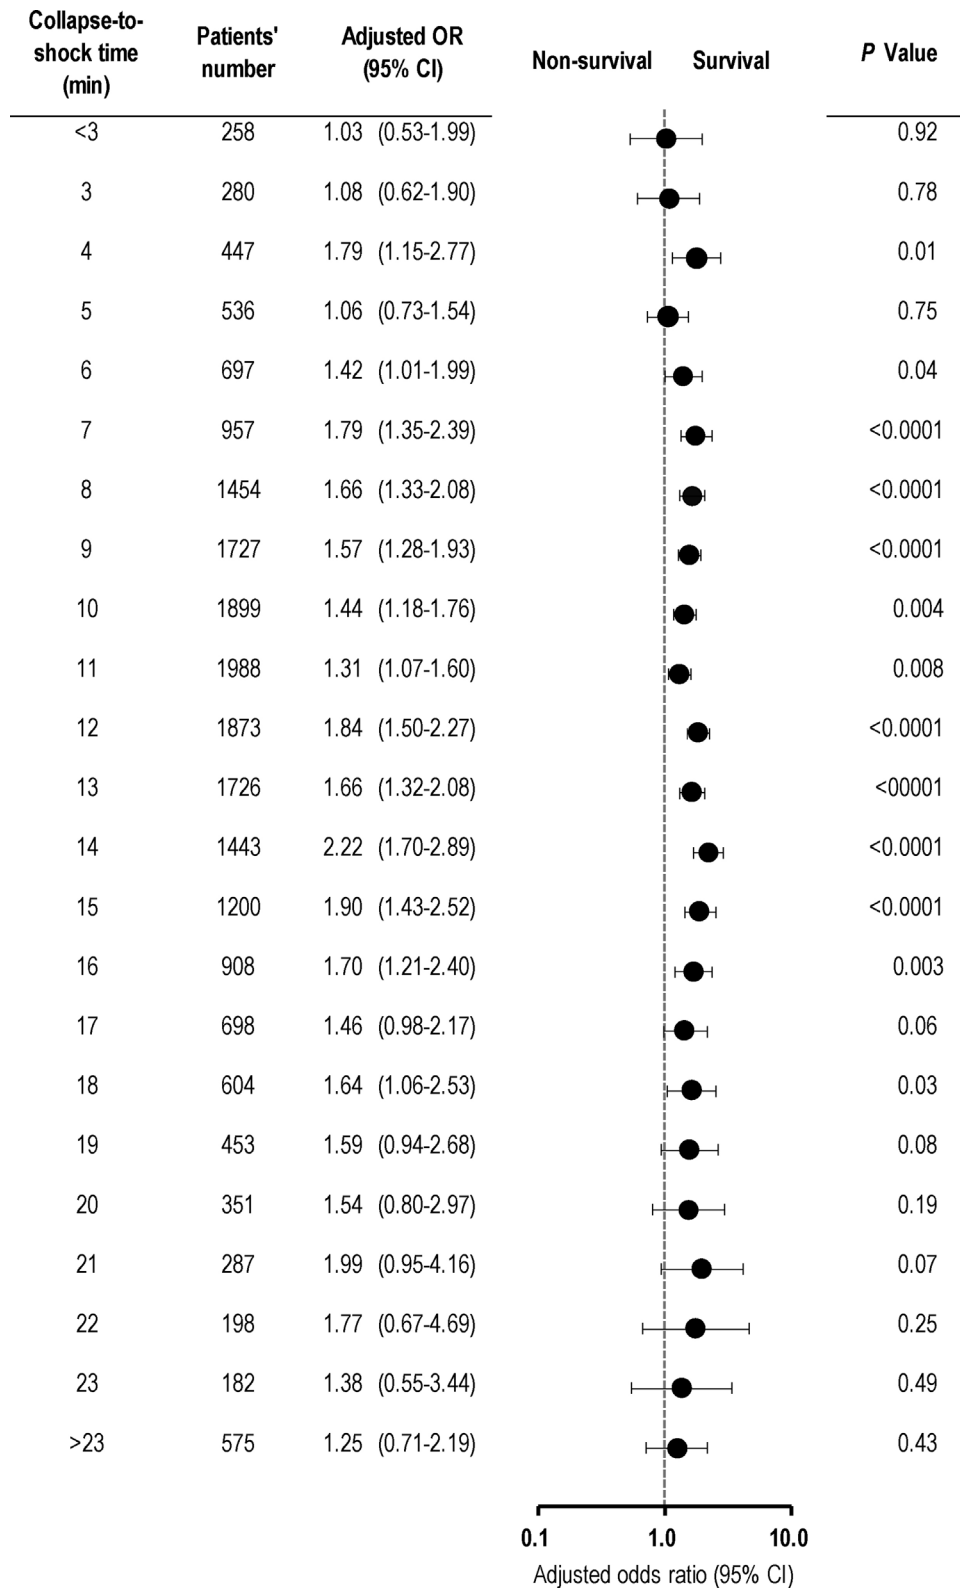 Collapse-to-shock time (min) Patients' number Adjusted OR (95% CI) Non-survival Survival P Value
<3 258 1.03 (0.53-1.99) 0.92
3 280 1.08 (0.62-1.90) 0.78
4 447 1.79 (1.15-2.77) 0.01
5 536 1.06 (0.73-1.54) 0.75
6 697 1.42 (1.01-1.99) 0.04
7 957 1.79 (1.35-2.39) <0.0001
8 1454 1.66 (1.33-2.08) <0.0001
9 1727 1.57 (1.28-1.93) <0.0001
10 1899 1.44 (1.18-1.76) 0.004
11 1988 1.31 (1.07-1.60) 0.008
12 1873 1.84 (1.50-2.27) <0.0001
13 1726 1.66 (1.32-2.08) <00001
14 1443 2.22 (1.70-2.89) <0.0001
15 1200 1.90 (1.43-2.52) <0.0001
16 908 1.70 (1.21-2.40) 0.003
17 698 1.46 (0.98-2.17) 0.06
18 604 1.64 (1.06-2.53) 0.03
19 453 1.59 (0.94-2.68) 0.08
20 351 1.54 (0.80-2.97) 0.19
21 287 1.99 (0.95-4.16) 0.07
22 198 1.77 (0.67-4.69) 0.25
23 182 1.38 (0.55-3.44) 0.49
>23 575 1.25 (0.71-2.19) 0.43
0.1 1.0 10.0
Adjusted odds ratio (95% CI)